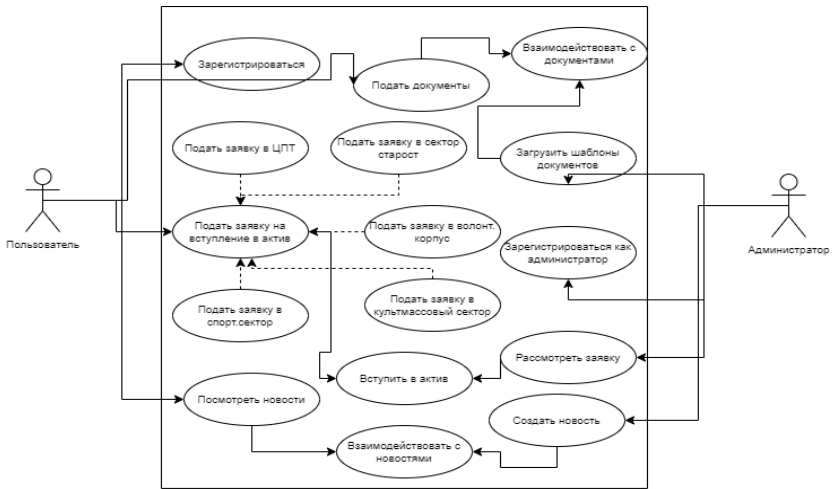 Взаимодействовать с
документами
Зарегистрироваться
Подать документы
Подать заявку в ЦПТ
Подать заявку в сектор
старост
Загрузить шаблоны
документов
Пользователь
Подать заявку на
вступление в актив
Подать заявку в волонт.
корпус
Зарегистрироваться как
администратор
Администратор
Подать заявку в
спорт.сектор
Подать заявку в
культмассовый сектор
Вступить в актив
Рассмотреть заявку
Посмотреть новости
Создать новость
Взаимодействовать с
новостями